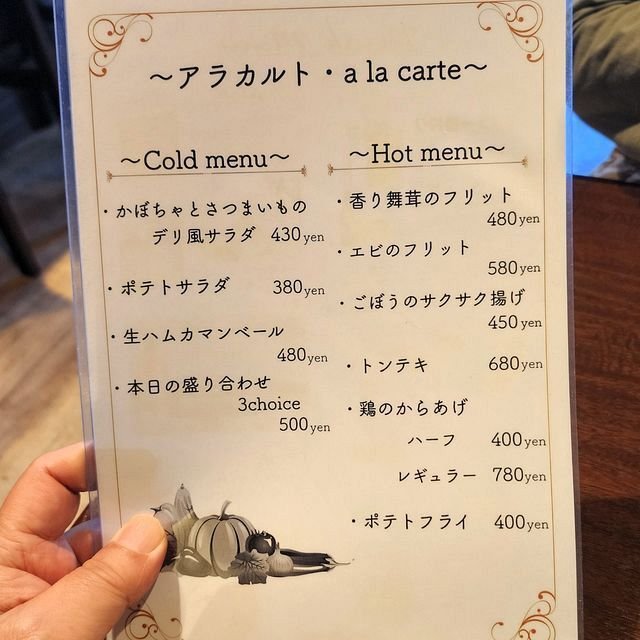 〜アラカルト・a la carte〜
〜Cold menu〜
・かぼちゃとさつまいもの
デリ風サラダ 430yen
・ポテトサラダ 380yen
・生ハムカマンベール
480yen
・本日の盛り合わせ
3choice
500yen
〜Hot menu〜
・香り舞茸のフリット
480yen
・エビのフリット
580yen
・ごぼうのサクサク揚げ
450yen
・トンテキ 680yen
・鶏のからあげ
ハーフ 400yen
レギュラー 780yen
・ポテトフライ 400yen